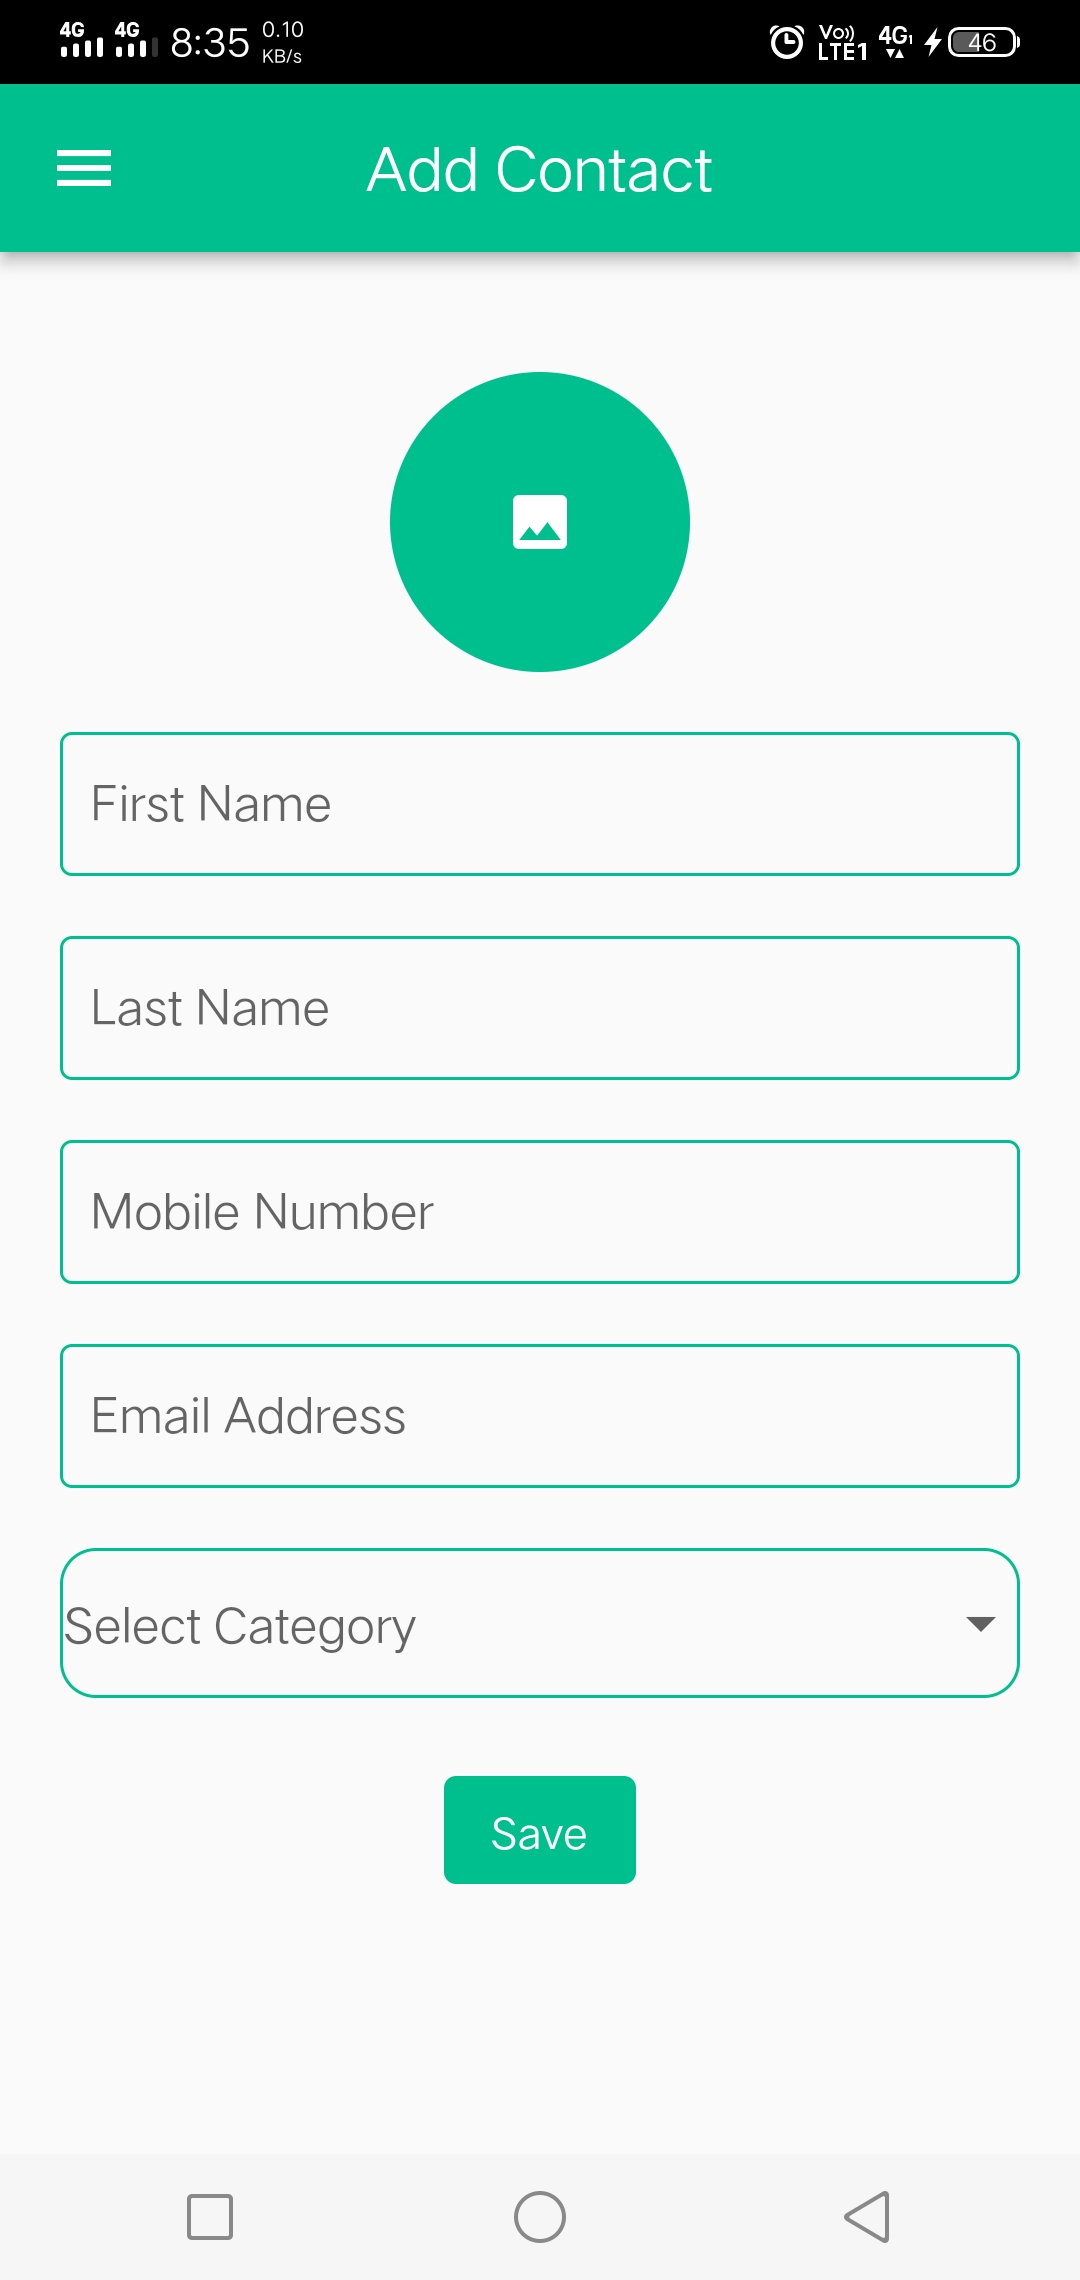 4G 4G 8:35 0.10 KB/s Vo)) LTE1 4G1 46
Add Contact
First Name
Last Name
Mobile Number
Email Address
Select Category
Save